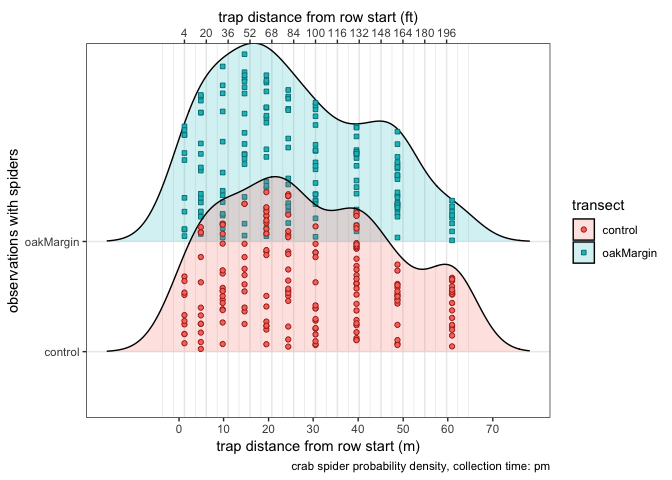 trap distance from row start (ft)
4 20 36 52 68 84 100 116 132 148 164 180 196
observations with spiders
oakMargin
control
transect
control
oakMargin
0 10 20 30 40 50 60 70
trap distance from row start (m)
crab spider probability density, collection time: pm